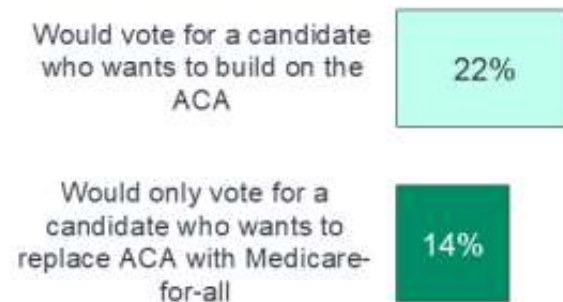 Would vote for a candidate
who wants to build on the
ACA
22%
Would only vote for a
candidate who wants to
replace ACA with Medicare-
for-all
14%